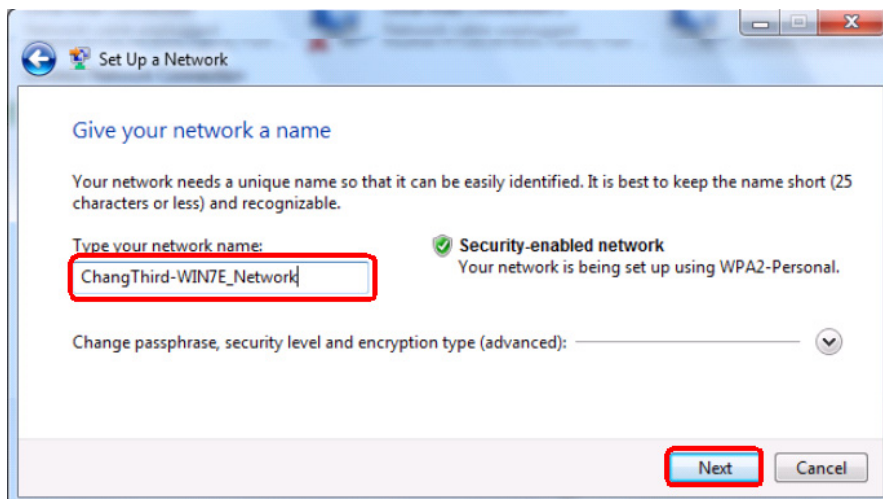 Set Up a Network
Give your network a name
Your network needs a unique name so that it can be easily identified. It is best to keep the name short (25
characters or less) and recognizable.
Type your network name:
ChangThird-WIN7E_Network
Security-enabled network
Your network is being set up using WPA2-Personal.
Change passphrase, security level and encryption type (advanced):
Next
Cancel